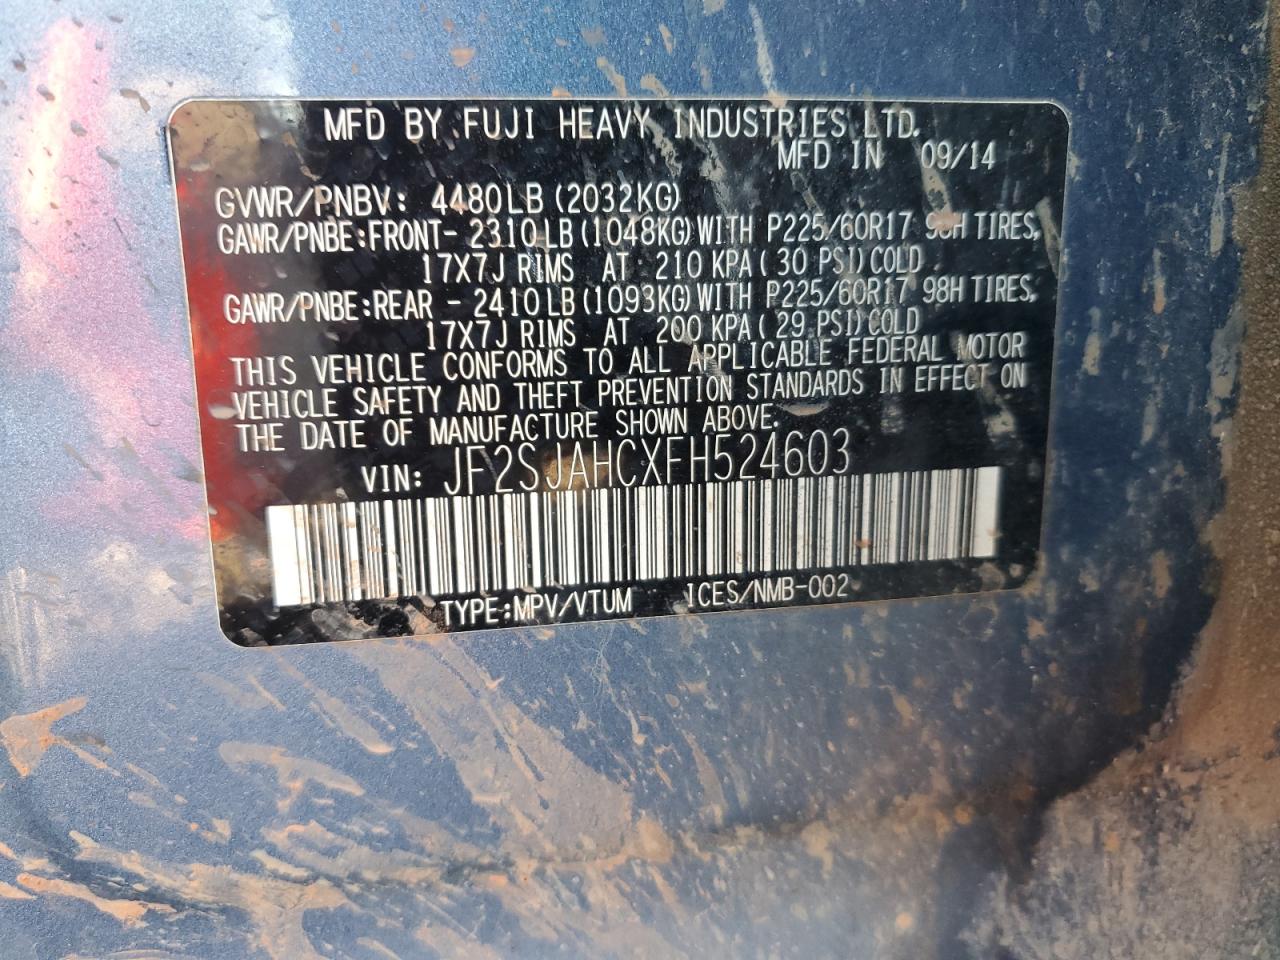 MFD BY FUJI HEAVY INDUSTRIES LTD.
MFD IN 09/14
GVWR/PNBV: 4480LB (2032KG)
GAWR/PNBE:FRONT- 2310LB (1048KG) WITH P225/60R17 98H TIRES,
17X7J RIMS AT 210 KPA (30 PSI) COLD
GAWR/PNBE:REAR - 2410LB (1093KG) WITH P225/60R17 98H TIRES,
17X7J RIMS AT 200 KPA (29 PSI) COLD
THIS VEHICLE CONFORMS TO ALL APPLICABLE FEDERAL MOTOR
VEHICLE SAFETY AND THEFT PREVENTION STANDARDS IN EFFECT ON
THE DATE OF MANUFACTURE SHOWN ABOVE.
VIN: JF2SJAHCXFH524603
TYPE:MPV/VTUM ICES/NMB-002